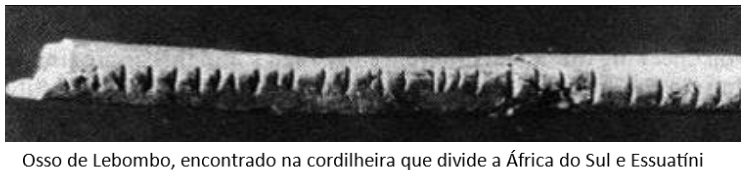 Osso de Lebombo, encontrado na cordilheira que divide a África do Sul e Essuatíni